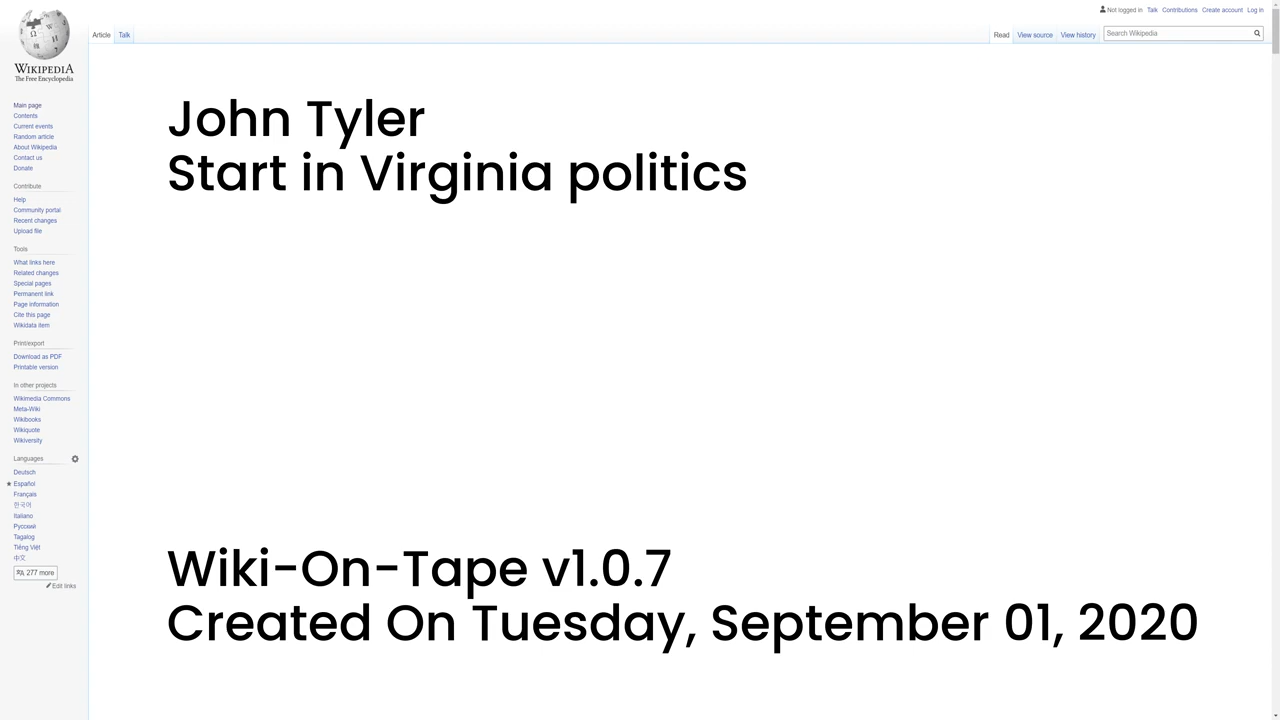 Not logged in Talk Contributions Create account Log in
Article Talk Read View source View history Search Wikipedia
WIKIPEDIA
The Free Encyclopedia
Main page
Contents
Current events
Random article
About Wikipedia
Contact us
Donate
Contribute
Help
Community portal
Recent changes
Upload file
Tools
What links here
Related changes
Special pages
Permanent link
Page information
Cite this page
Wikidata item
Print/export
Download as PDF
Printable version
In other projects
Wikimedia Commons
Meta-Wiki
Wikibooks
Wikiquote
Wikiversity
Languages
Deutsch
Español
Français
한국어
Italiano
Русский
Tagalog
Tiếng Việt
中文
277 more
Edit links
John Tyler
Start in Virginia politics
Wiki-On-Tape v1.0.7
Created On Tuesday, September 01, 2020